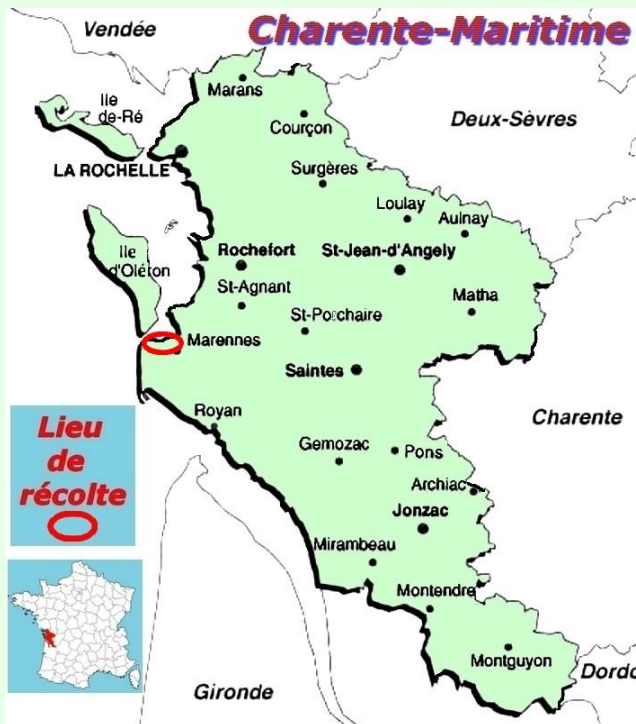 Charente-Maritime
Vendée
Marans
Ile
de-Ré
Courçon
Deux-Sèvres
LA ROCHELLE
Surgères
Loulay
Aulnay
Ile
d'Oléron
Rochefort
St-Jean-d'Angely
St-Agnant
Matha
St-Porchaire
Marennes
Saintes
Charente
Royan
Lieu
de
récolte
Gemozac
Pons
Archiac
Jonzac
Mirambeau
Montendre
Montguyon
Gironde
Dordo